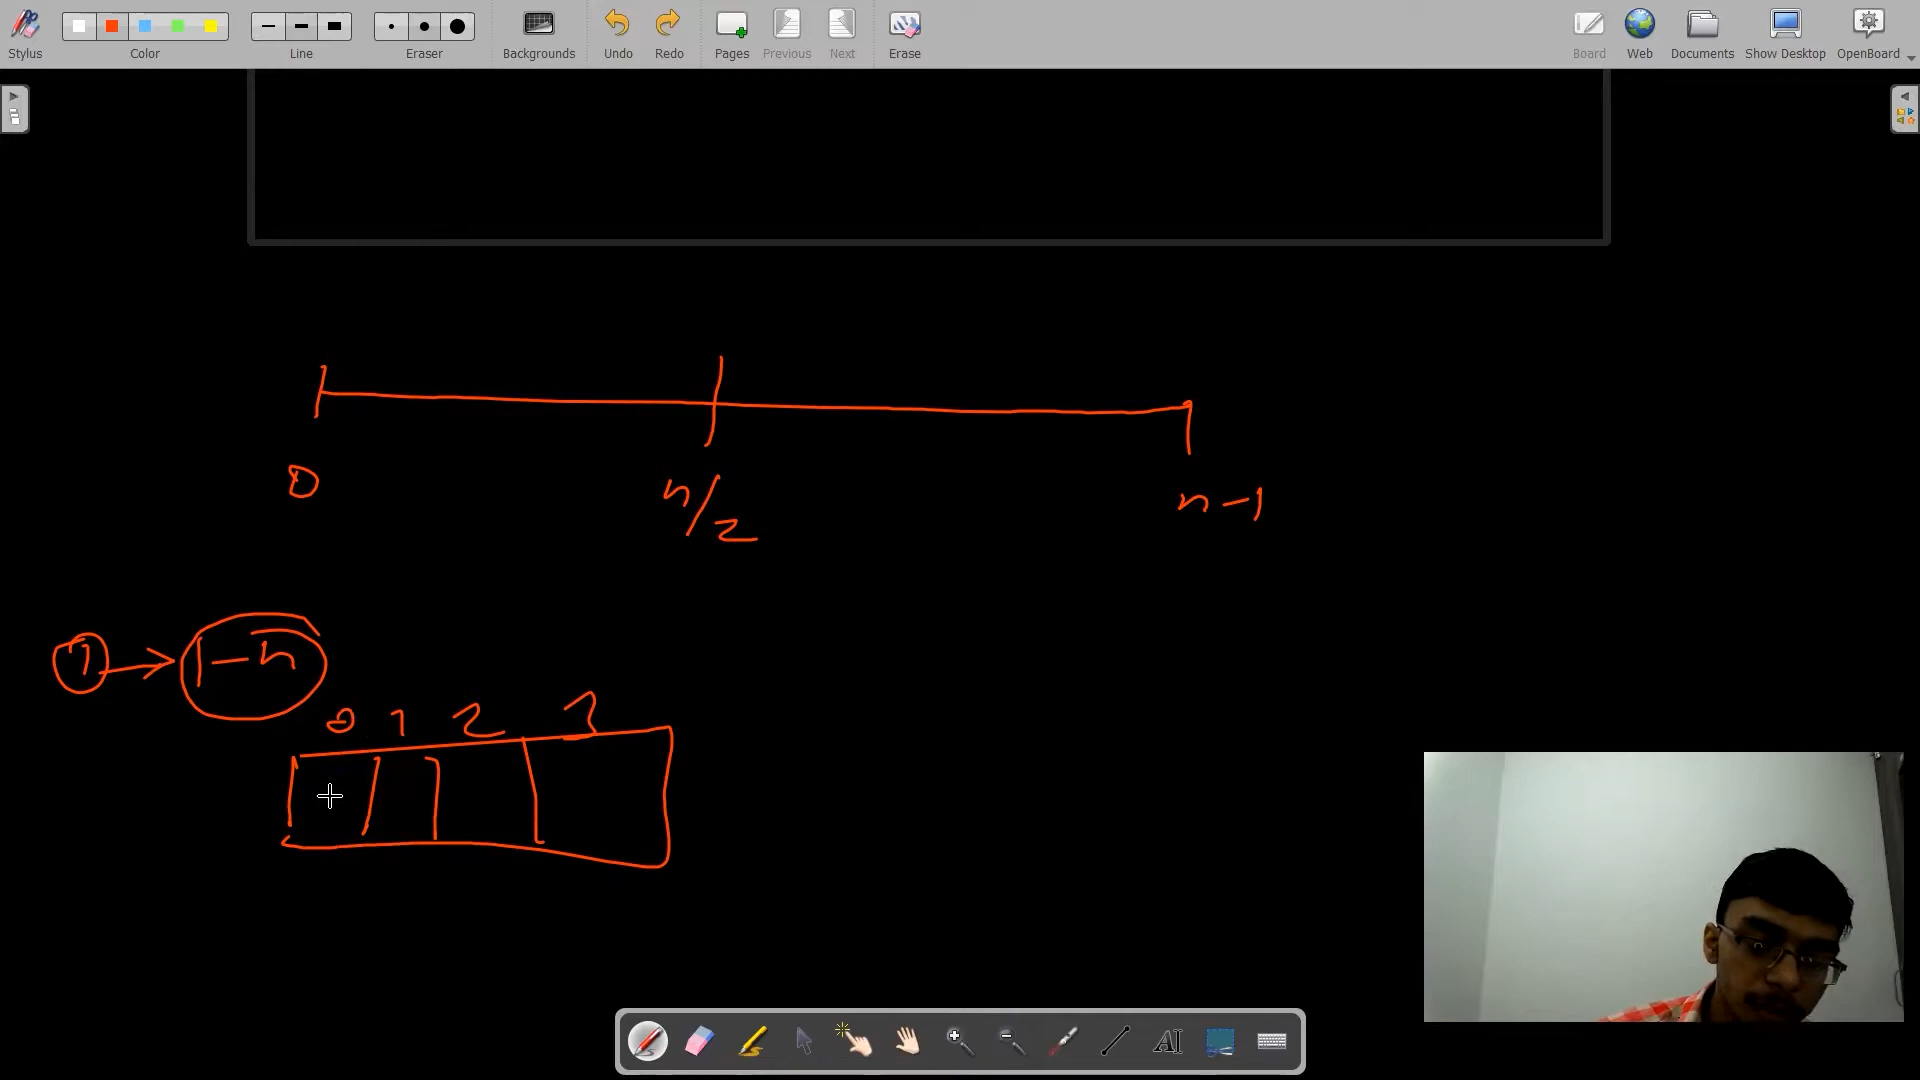 Stylus Color Line Eraser Backgrounds Undo Redo Pages Previous Next Erase Board Web Documents Show Desktop OpenBoard
0 n/2 n-1
1 → 1-n
0 1 2 3
AI